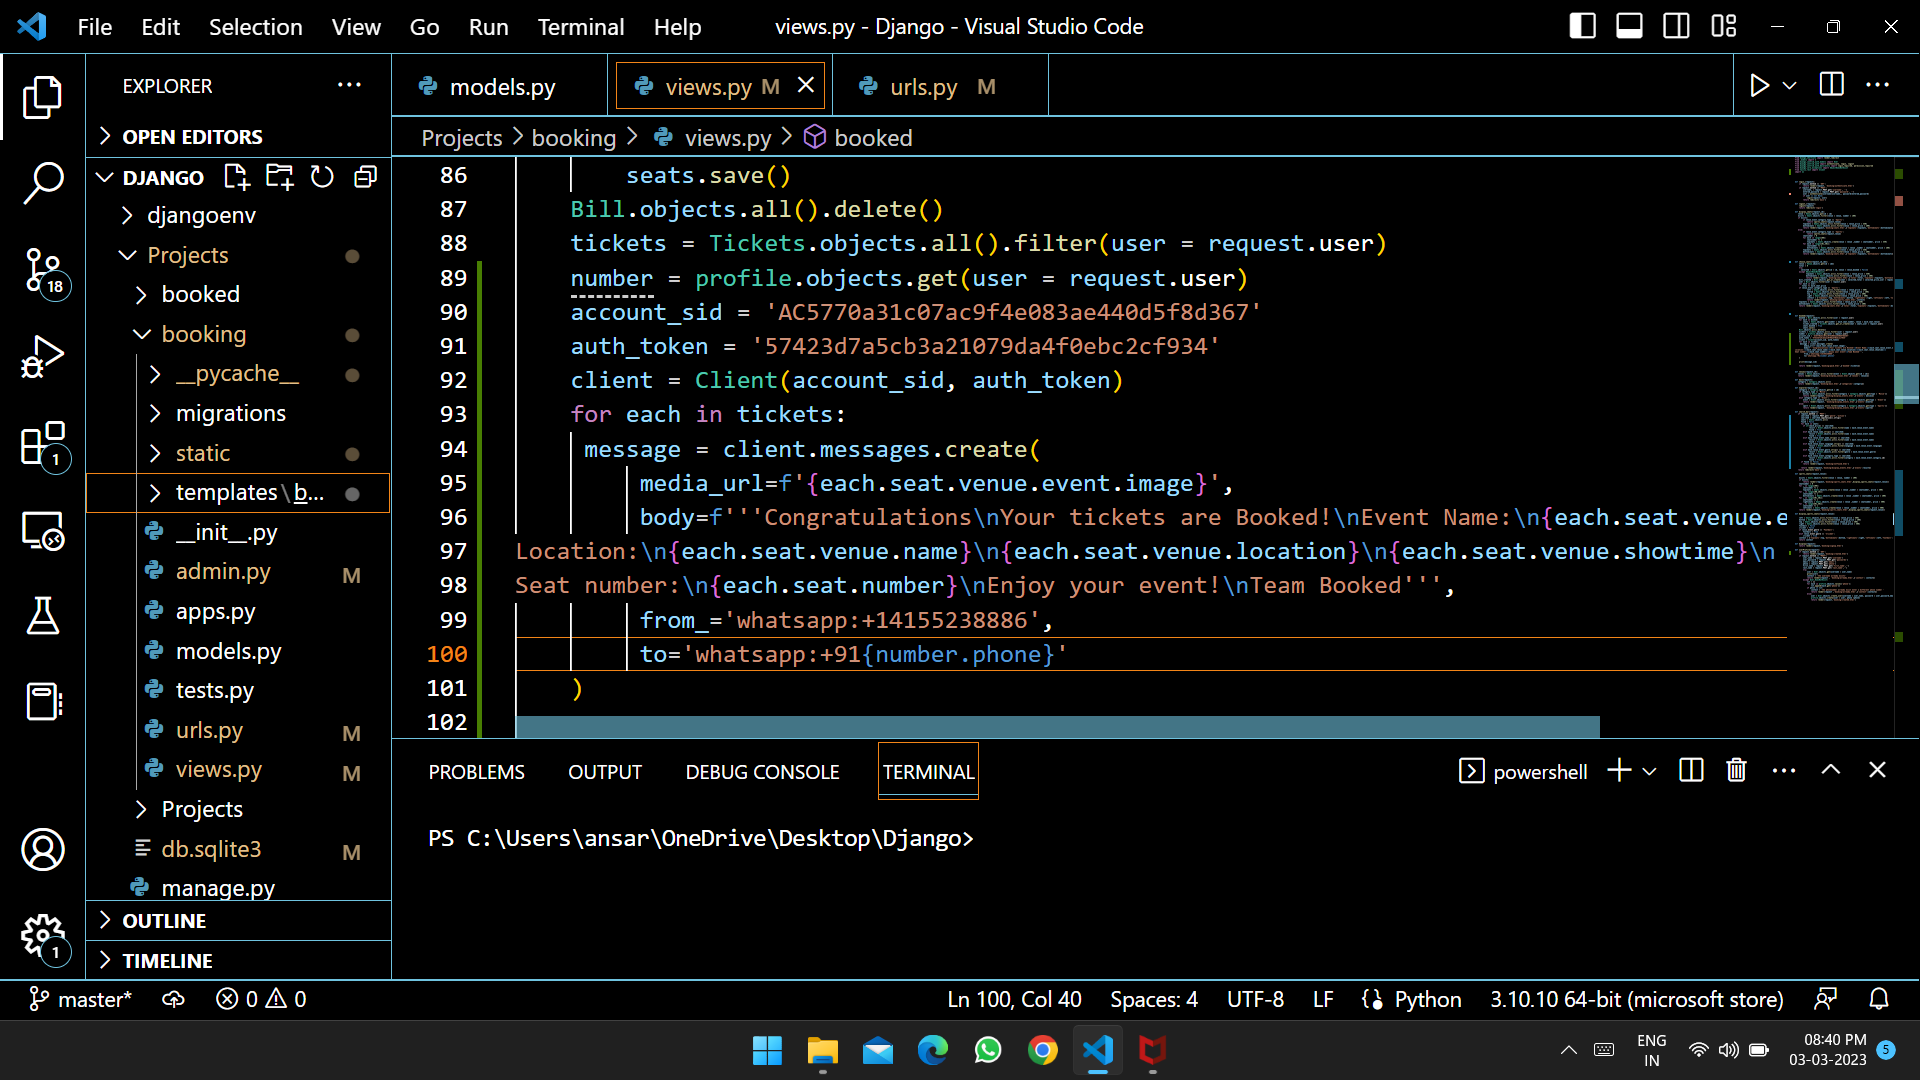 File Edit Selection View Go Run Terminal Help views.py - Django - Visual Studio Code
EXPLORER
OPEN EDITORS
DJANGO
djangoenv
Projects
booked
booking
__pycache__
migrations
static
templates\b...
__init__.py
admin.py M
apps.py
models.py
tests.py
urls.py M
views.py M
Projects
db.sqlite3 M
manage.py
OUTLINE
TIMELINE
18
1
1
models.py views.py M urls.py M
Projects > booking > views.py > booked
86 seats.save()
87 Bill.objects.all().delete()
88 tickets = Tickets.objects.all().filter(user = request.user)
89 number = profile.objects.get(user = request.user)
90 account_sid = 'AC5770a31c07ac9f4e083ae440d5f8d367'
91 auth_token = '57423d7a5cb3a21079da4f0ebc2cf934'
92 client = Client(account_sid, auth_token)
93 for each in tickets:
94 message = client.messages.create(
95 media_url=f'{each.seat.venue.event.image}',
96 body=f'''Congratulations\nYour tickets are Booked!\nEvent Name:\n{each.seat.venue.e
97 Location:\n{each.seat.venue.name}\n{each.seat.venue.location}\n{each.seat.venue.showtime}\n
98 Seat number:\n{each.seat.number}\nEnjoy your event!\nTeam Booked''',
99 from_='whatsapp:+14155238886',
100 to='whatsapp:+91{number.phone}'
101 )
102
PROBLEMS OUTPUT DEBUG CONSOLE TERMINAL powershell
PS C:\Users\ansar\OneDrive\Desktop\Django>
master* 0 0 Ln 100, Col 40 Spaces: 4 UTF-8 LF Python 3.10.10 64-bit (microsoft store)
ENG
IN
08:40 PM
03-03-2023
5